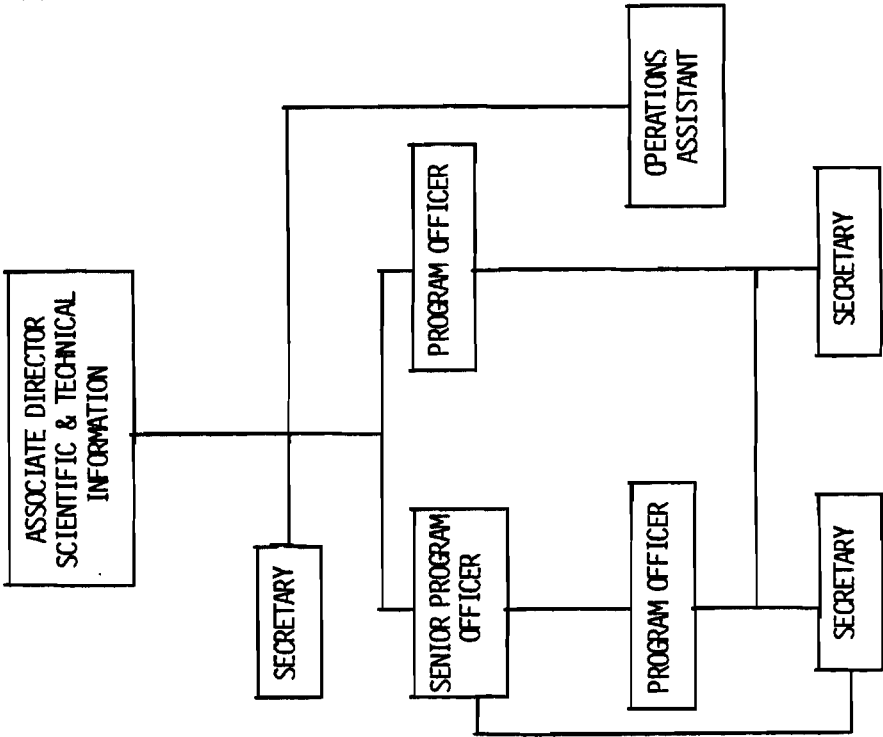 ASSOCIATE DIRECTOR
SCIENTIFIC & TECHNICAL
INFORMATION
SECRETARY
OPERATIONS
ASSISTANT
SENIOR PROGRAM
OFFICER
PROGRAM OFFICER
PROGRAM OFFICER
SECRETARY
SECRETARY